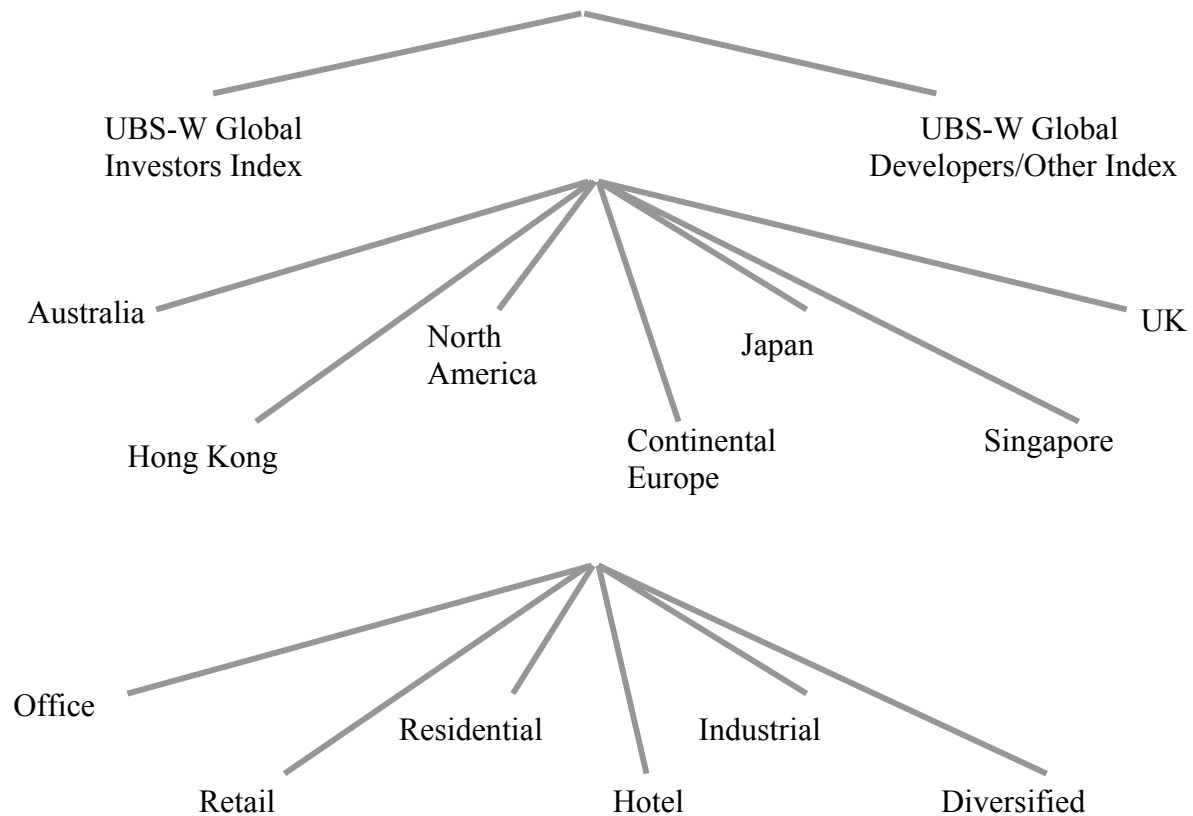 UBS-W Global
Investors Index
UBS-W Global
Developers/Other Index
Australia
North
America
Japan
UK
Hong Kong
Continental
Europe
Singapore
Office
Residential
Industrial
Retail
Hotel
Diversified